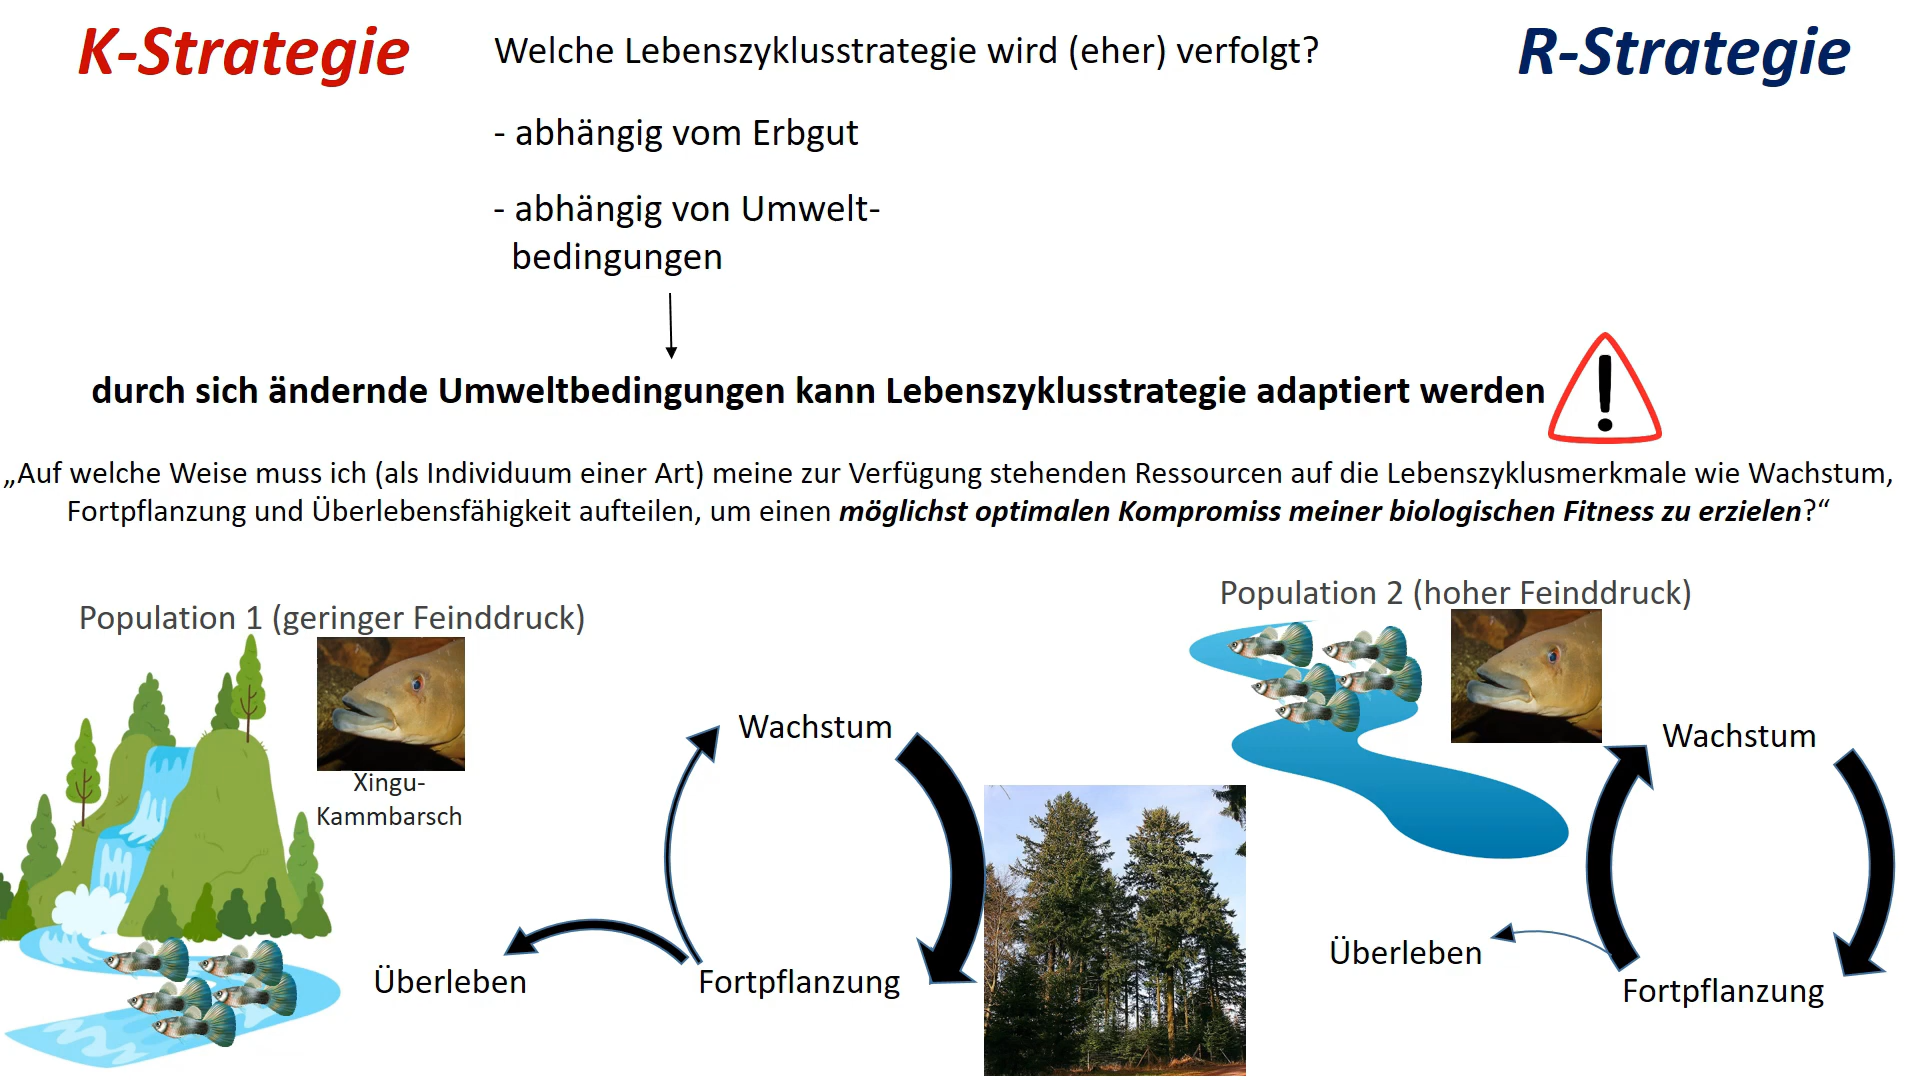 K-Strategie
Welche Lebenszyklusstrategie wird (eher) verfolgt?
R-Strategie
- abhängig vom Erbgut
- abhängig von Umwelt-
bedingungen
durch sich ändernde Umweltbedingungen kann Lebenszyklusstrategie adaptiert werden
„Auf welche Weise muss ich (als Individuum einer Art) meine zur Verfügung stehenden Ressourcen auf die Lebenszyklusmerkmale wie Wachstum,
Fortpflanzung und Überlebensfähigkeit aufteilen, um einen möglichst optimalen Kompromiss meiner biologischen Fitness zu erzielen?“
Population 1 (geringer Feinddruck)
Xingu-
Kammbarsch
Wachstum
Überleben
Fortpflanzung
Population 2 (hoher Feinddruck)
Wachstum
Überleben
Fortpflanzung